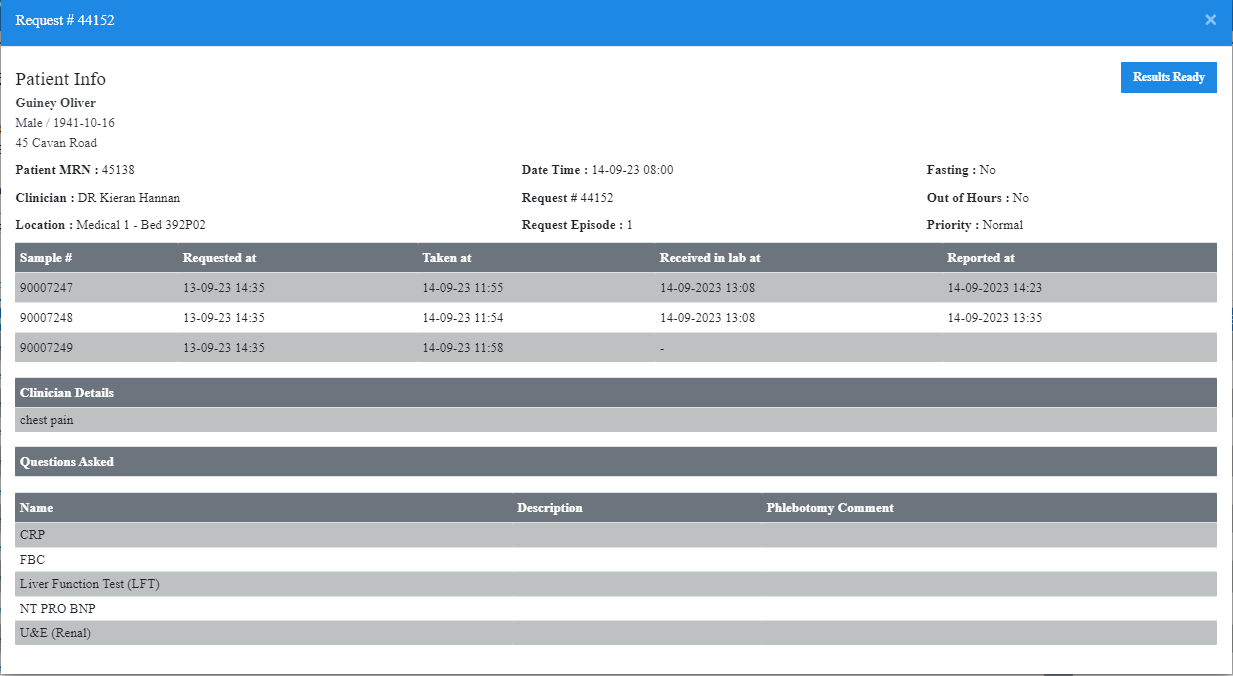 Request # 44152 ×
Patient Info Results Ready
Guiney Oliver
Male / 1941-10-16
45 Cavan Road
Patient MRN : 45138 Date Time : 14-09-23 08:00 Fasting : No
Clinician : DR Kieran Hannan Request # 44152 Out of Hours : No
Location : Medical 1 - Bed 392P02 Request Episode : 1 Priority : Normal
Sample # Requested at Taken at Received in lab at Reported at
90007247 13-09-23 14:35 14-09-23 11:55 14-09-2023 13:08 14-09-2023 14:23
90007248 13-09-23 14:35 14-09-23 11:54 14-09-2023 13:08 14-09-2023 13:35
90007249 13-09-23 14:35 14-09-23 11:58 -
Clinician Details
chest pain
Questions Asked
Name Description Phlebotomy Comment
CRP
FBC
Liver Function Test (LFT)
NT PRO BNP
U&E (Renal)